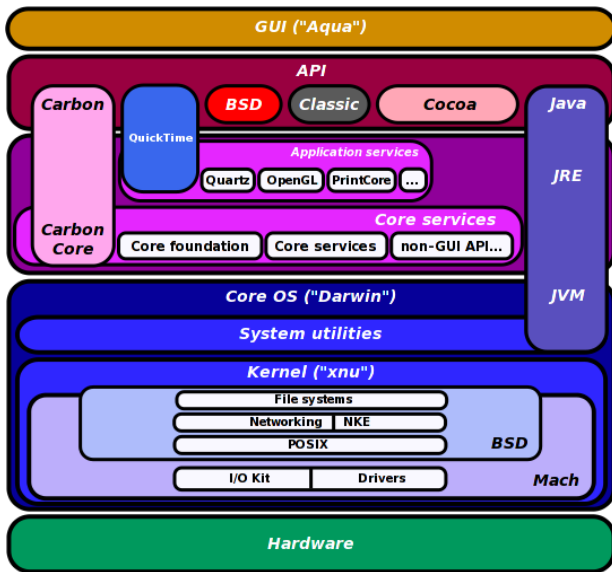 GUI ("Aqua")
API
Carbon
QuickTime
BSD
Classic
Cocoa
Java
Application services
Quartz
OpenGL
PrintCore
...
JRE
Core services
Carbon
Core
Core foundation
Core services
non-GUI API...
Core OS ("Darwin")
JVM
System utilities
Kernel ("xnu")
File systems
Networking
NKE
POSIX
BSD
I/O Kit
Drivers
Mach
Hardware